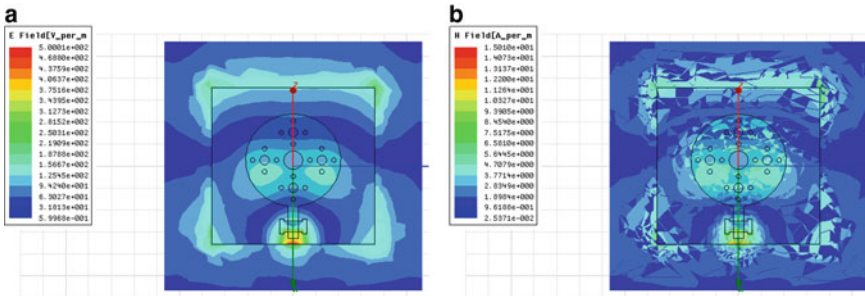 a
E Field[V_per_m
5.0001e+002
4.6880e+002
4.3759e+002
4.0637e+002
3.7516e+002
3.4395e+002
3.1273e+002
2.8152e+002
2.5031e+002
2.1909e+002
1.8788e+002
1.5667e+002
1.2545e+002
9.4240e+001
6.3027e+001
3.1813e+001
5.9968e-001
b
H Field[A_per_m
1.5010e+001
1.4073e+001
1.3137e+001
1.2200e+001
1.1264e+001
1.0327e+001
9.3905e+000
8.4540e+000
7.5175e+000
6.5810e+000
5.6445e+000
4.7079e+000
3.7714e+000
2.8349e+000
1.8984e+000
9.6188e-001
2.5371e-002